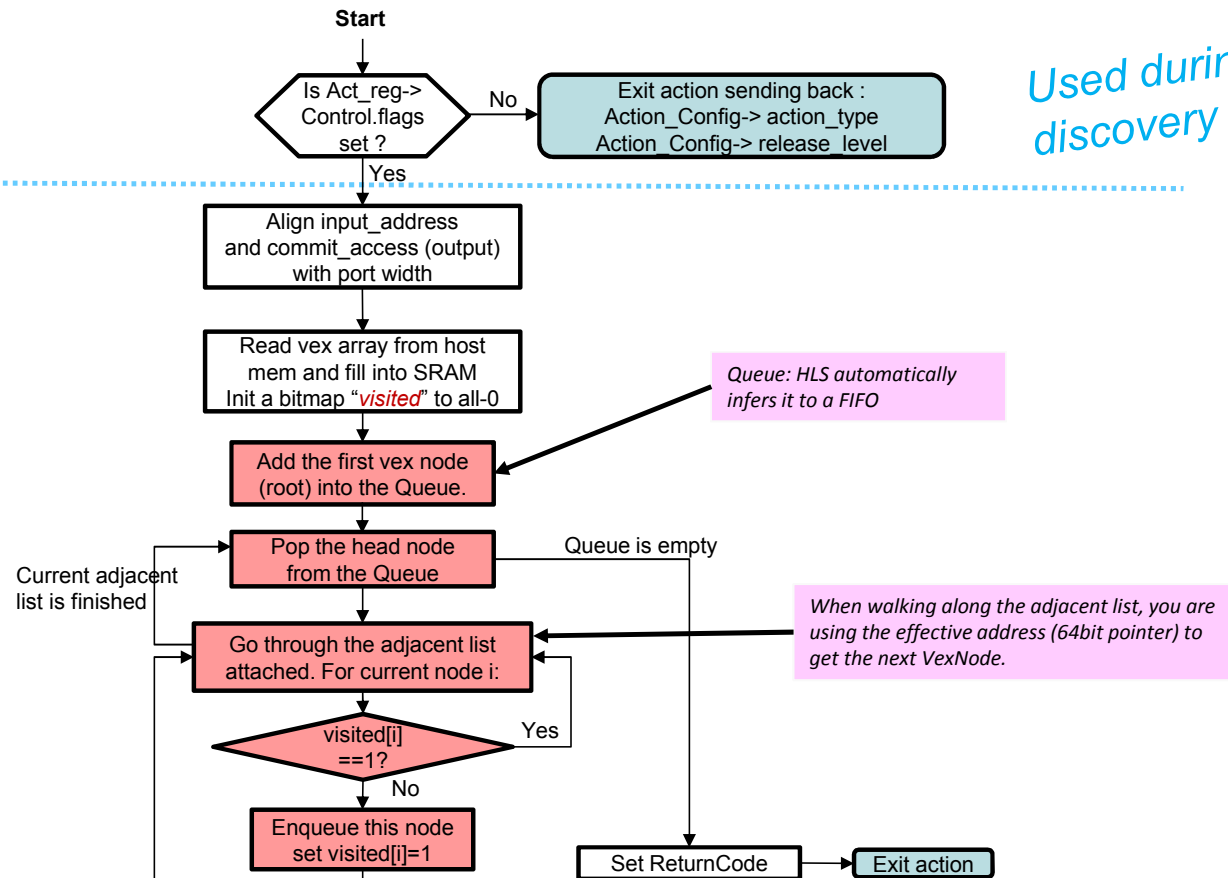 Start
Is Act_reg->
Control.flags
set ?
No
Exit action sending back :
Action_Config-> action_type
Action_Config-> release_level
Used durin
discovery
Yes
Align input_address
and commit_access (output)
with port width
Read vex array from host
mem and fill into SRAM
Init a bitmap “visited” to all-0
Queue: HLS automatically
infers it to a FIFO
Add the first vex node
(root) into the Queue.
Pop the head node
from the Queue
Queue is empty
Current adjacent
list is finished
When walking along the adjacent list, you are
using the effective address (64bit pointer) to
get the next VexNode.
Go through the adjacent list
attached. For current node i:
visited[i]
==1?
Yes
No
Enqueue this node
set visited[i]=1
Set ReturnCode
Exit action